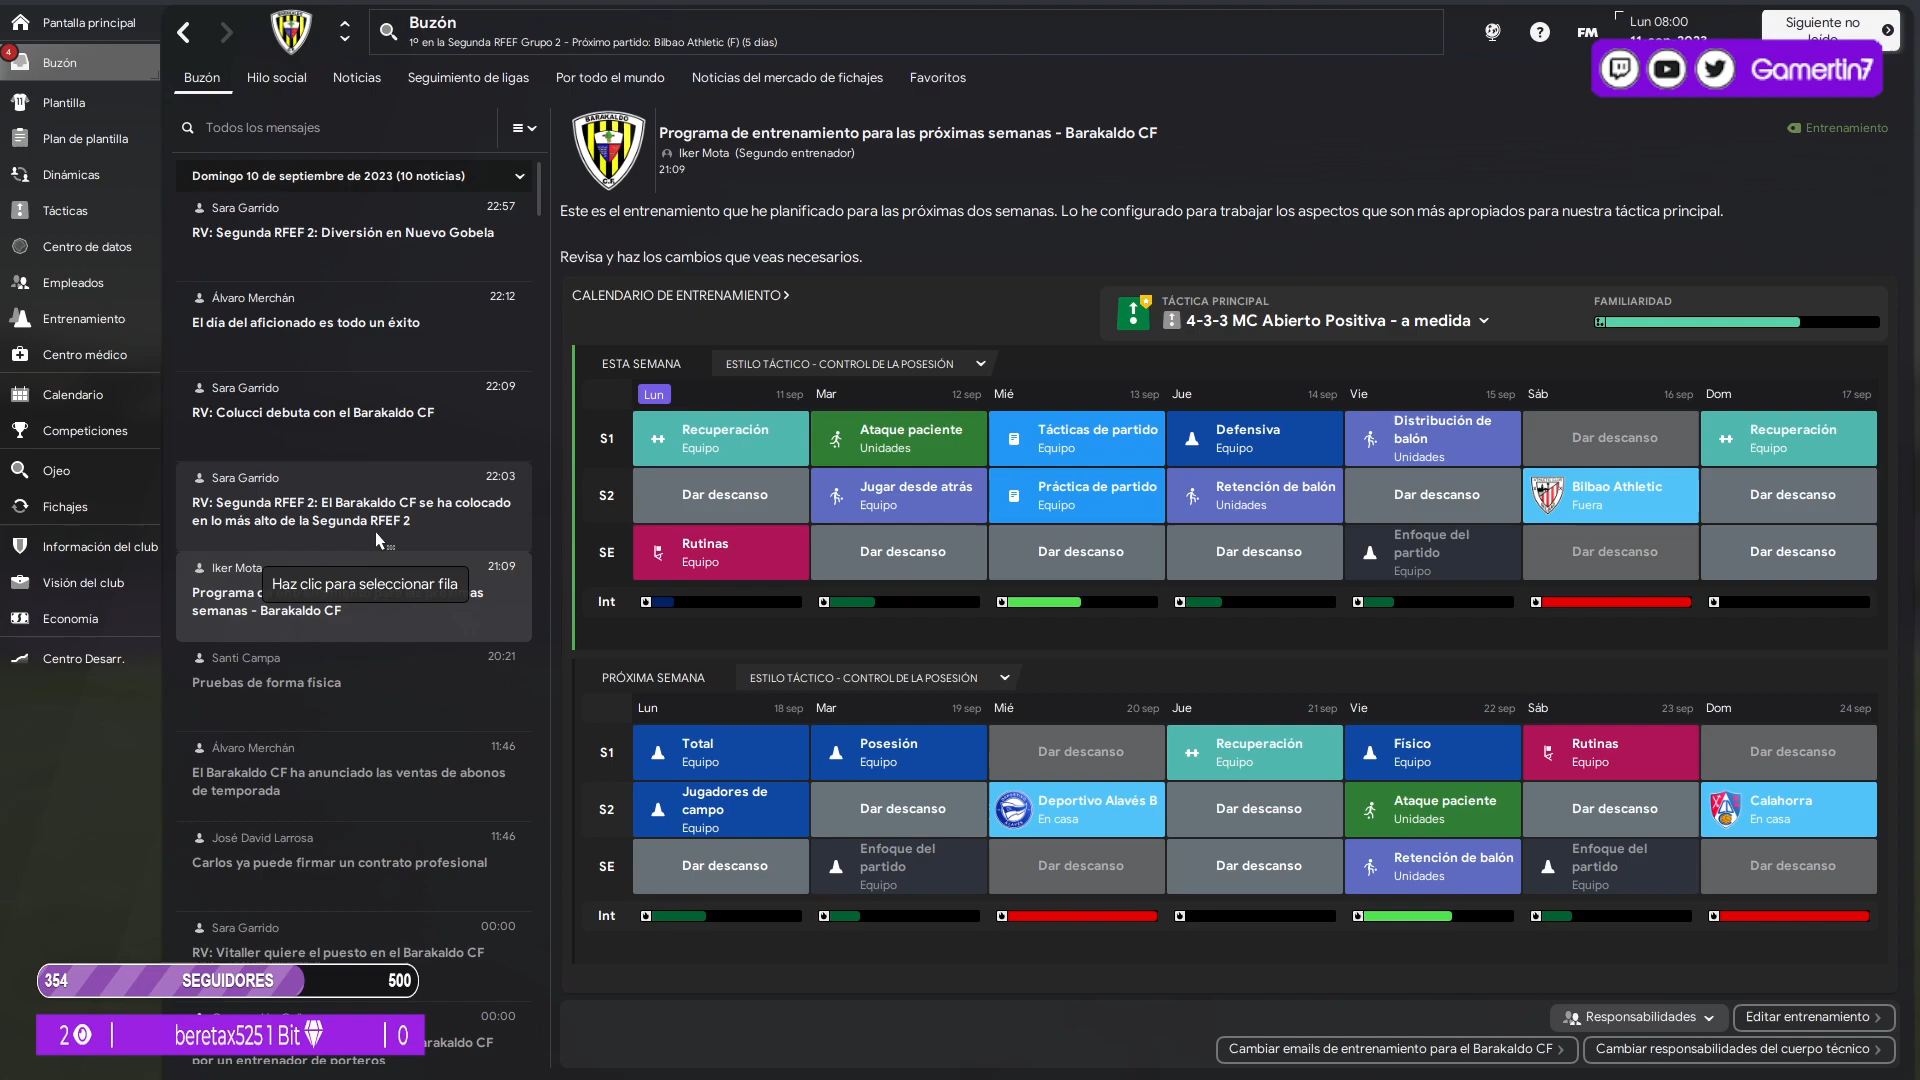 Pantalla principal
4
Buzón
Plantilla
Plan de plantilla
Dinámicas
Tácticas
Centro de datos
Empleados
Entrenamiento
Centro médico
Calendario
Competiciones
Ojeo
Fichajes
Información del club
Visión del club
Economía
Centro Desarr.
Buzón
1º en la Segunda RFEF Grupo 2 - Próximo partido: Bilbao Athletic (F) (5 días)
FM
Lun 08:00
Siguiente no
Gamertin7
Buzón Hilo social Noticias Seguimiento de ligas Por todo el mundo Noticias del mercado de fichajes Favoritos
Todos los mensajes
Domingo 10 de septiembre de 2023 (10 noticias)
Sara Garrido 22:57
RV: Segunda RFEF 2: Diversión en Nuevo Gobela
Álvaro Merchán 22:12
El día del aficionado es todo un éxito
Sara Garrido 22:09
RV: Colucci debuta con el Barakaldo CF
Sara Garrido 22:03
RV: Segunda RFEF 2: El Barakaldo CF se ha colocado
en lo más alto de la Segunda RFEF 2
Iker Mota 21:09
Haz clic para seleccionar fila
Programa
semanas - Barakaldo CF
Santi Campa 20:21
Pruebas de forma física
Álvaro Merchán 11:46
El Barakaldo CF ha anunciado las ventas de abonos
de temporada
José David Larrosa 11:46
Carlos ya puede firmar un contrato profesional
Sara Garrido 00:00
RV: Vitaller quiere el puesto en el Barakaldo CF
354 SEGUIDORES 500
00:00
2 beretax525 1 Bit 0
arakaldo CF
por un entrenador de porteros
Programa de entrenamiento para las próximas semanas - Barakaldo CF
Iker Mota (Segundo entrenador)
21:09
Entrenamiento
Este es el entrenamiento que he planificado para las próximas dos semanas. Lo he configurado para trabajar los aspectos que son más apropiados para nuestra táctica principal.
Revisa y haz los cambios que veas necesarios.
CALENDARIO DE ENTRENAMIENTO
TÁCTICA PRINCIPAL
4-3-3 MC Abierto Positiva - a medida
FAMILIARIDAD
ESTA SEMANA ESTILO TÁCTICO - CONTROL DE LA POSESIÓN
Lun 11 sep Mar 12 sep Mié 13 sep Jue 14 sep Vie 15 sep Sáb 16 sep Dom 17 sep
S1
Recuperación
Equipo
Ataque paciente
Unidades
Tácticas de partido
Equipo
Defensiva
Equipo
Distribución de
balón
Unidades
Dar descanso
Recuperación
Equipo
S2
Dar descanso
Jugar desde atrás
Equipo
Práctica de partido
Equipo
Retención de balón
Unidades
Dar descanso
Bilbao Athletic
Fuera
Dar descanso
SE
Rutinas
Equipo
Dar descanso
Dar descanso
Dar descanso
Enfoque del
partido
Equipo
Dar descanso
Dar descanso
Int
PRÓXIMA SEMANA ESTILO TÁCTICO - CONTROL DE LA POSESIÓN
Lun 18 sep Mar 19 sep Mié 20 sep Jue 21 sep Vie 22 sep Sáb 23 sep Dom 24 sep
S1
Total
Equipo
Posesión
Equipo
Dar descanso
Recuperación
Equipo
Físico
Equipo
Rutinas
Equipo
Dar descanso
S2
Jugadores de
campo
Equipo
Dar descanso
Deportivo Alavés B
En casa
Dar descanso
Ataque paciente
Unidades
Dar descanso
Calahorra
En casa
SE
Dar descanso
Enfoque del
partido
Equipo
Dar descanso
Dar descanso
Retención de balón
Unidades
Enfoque del
partido
Equipo
Dar descanso
Int
Responsabilidades
Editar entrenamiento
Cambiar emails de entrenamiento para el Barakaldo CF
Cambiar responsabilidades del cuerpo técnico